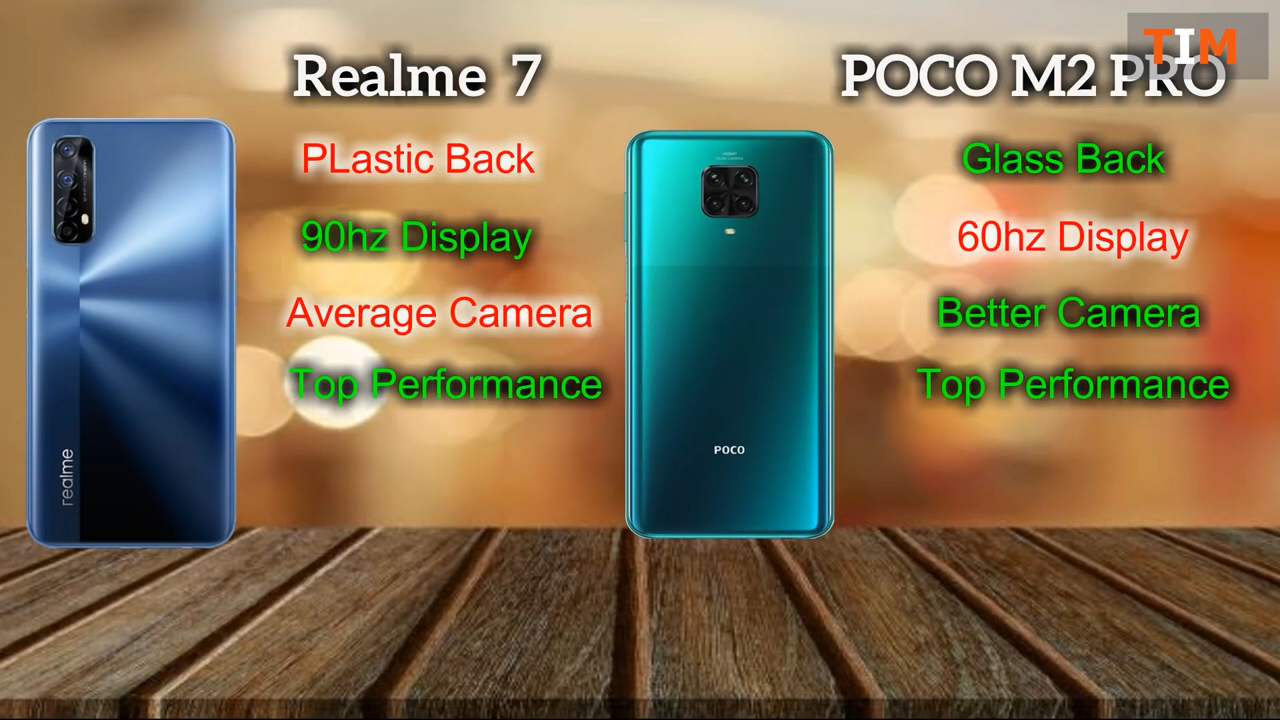 TIM
Realme 7
POCO M2 PRO
PLastic Back
90hz Display
Average Camera
Top Performance
Glass Back
60hz Display
Better Camera
Top Performance
realme
POCO